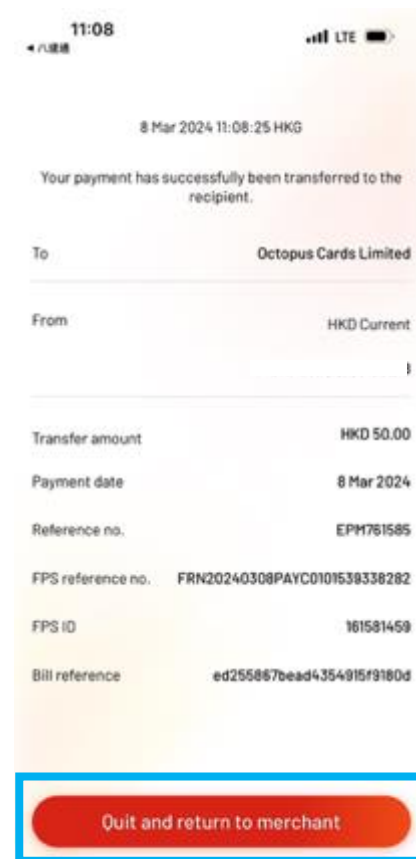 11:08
LTE
◀ 八達通
8 Mar 2024 11:08:25 HKG
Your payment has successfully been transferred to the
recipient.
To Octopus Cards Limited
From HKD Current
Transfer amount HKD 50.00
Payment date 8 Mar 2024
Reference no. EPM761585
FPS reference no. FRN20240308PAYC0101539338282
FPS ID 161581459
Bill reference ed255867bead4354915f9180d
Quit and return to merchant